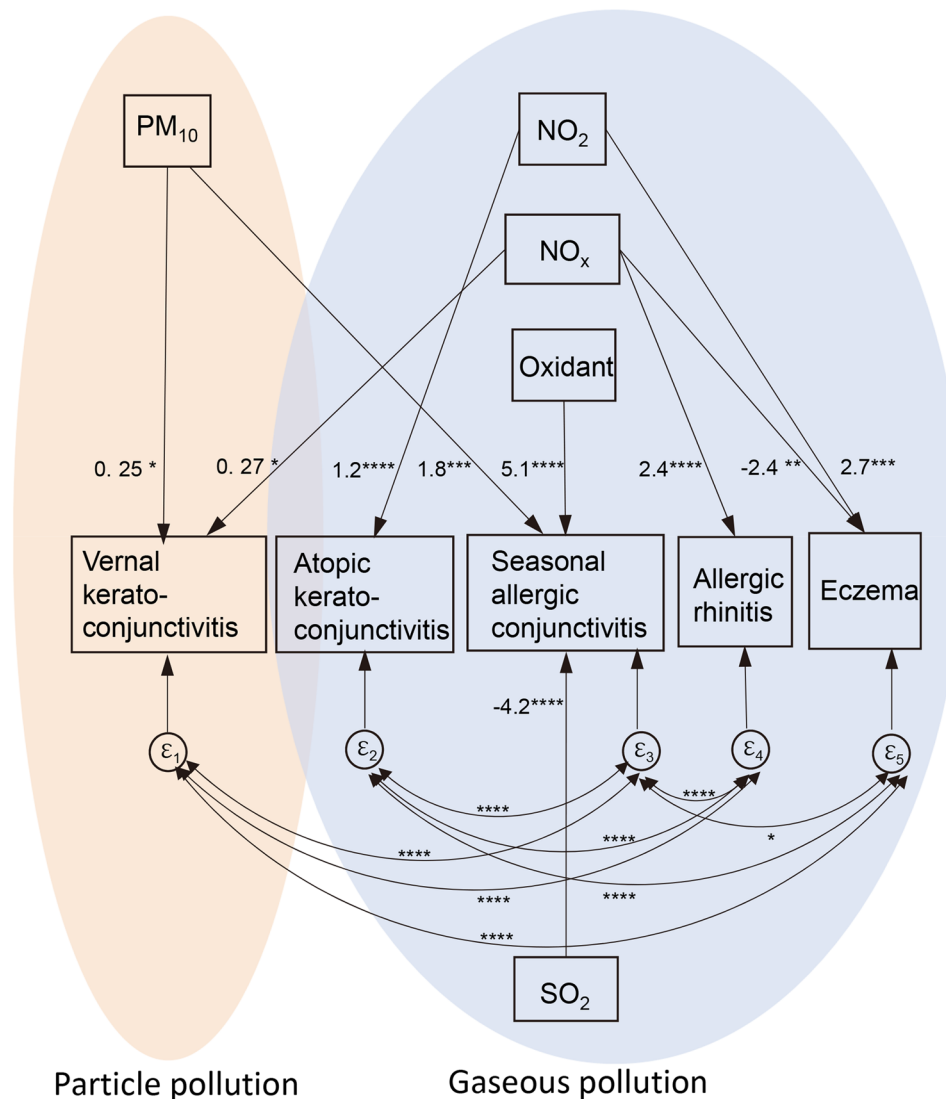 PM₁₀
NO₂
NOₓ
Oxidant
0. 25 *
0. 27 *
1.2****
1.8***
5.1****
2.4****
-2.4 **
2.7***
Vernal
kerato-
conjunctivitis
Atopic
kerato-
conjunctivitis
Seasonal
allergic
conjunctivitis
Allergic
rhinitis
Eczema
-4.2****
ε₁
ε₂
ε₃
ε₄
ε₅
****
****
*
****
****
****
****
****
SO₂
Particle pollution
Gaseous pollution